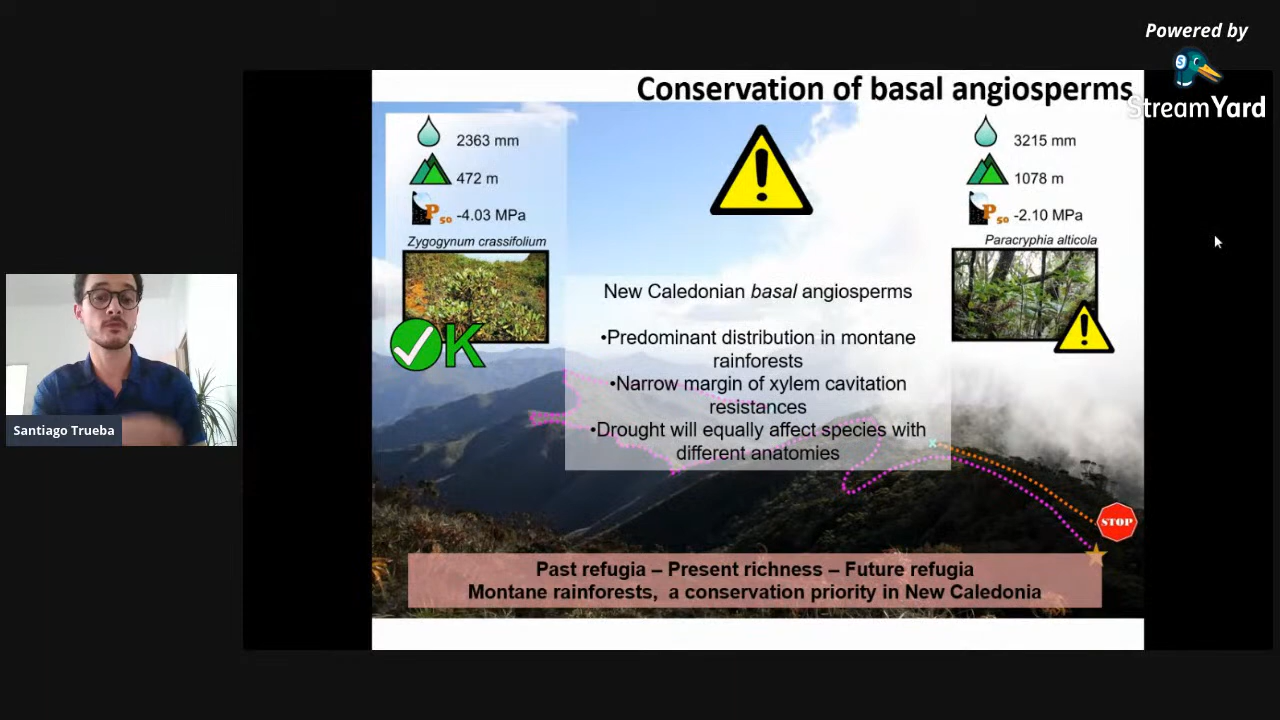 Powered by
StreamYard
Conservation of basal angiosperms
2363 mm
472 m
P50 -4.03 MPa
Zygogynum crassifolium
K
3215 mm
1078 m
P50 -2.10 MPa
Paracryphia alticola
New Caledonian basal angiosperms
•Predominant distribution in montane
rainforests
•Narrow margin of xylem cavitation
resistances
•Drought will equally affect species with
different anatomies
STOP
Past refugia – Present richness – Future refugia
Montane rainforests, a conservation priority in New Caledonia
Santiago Trueba